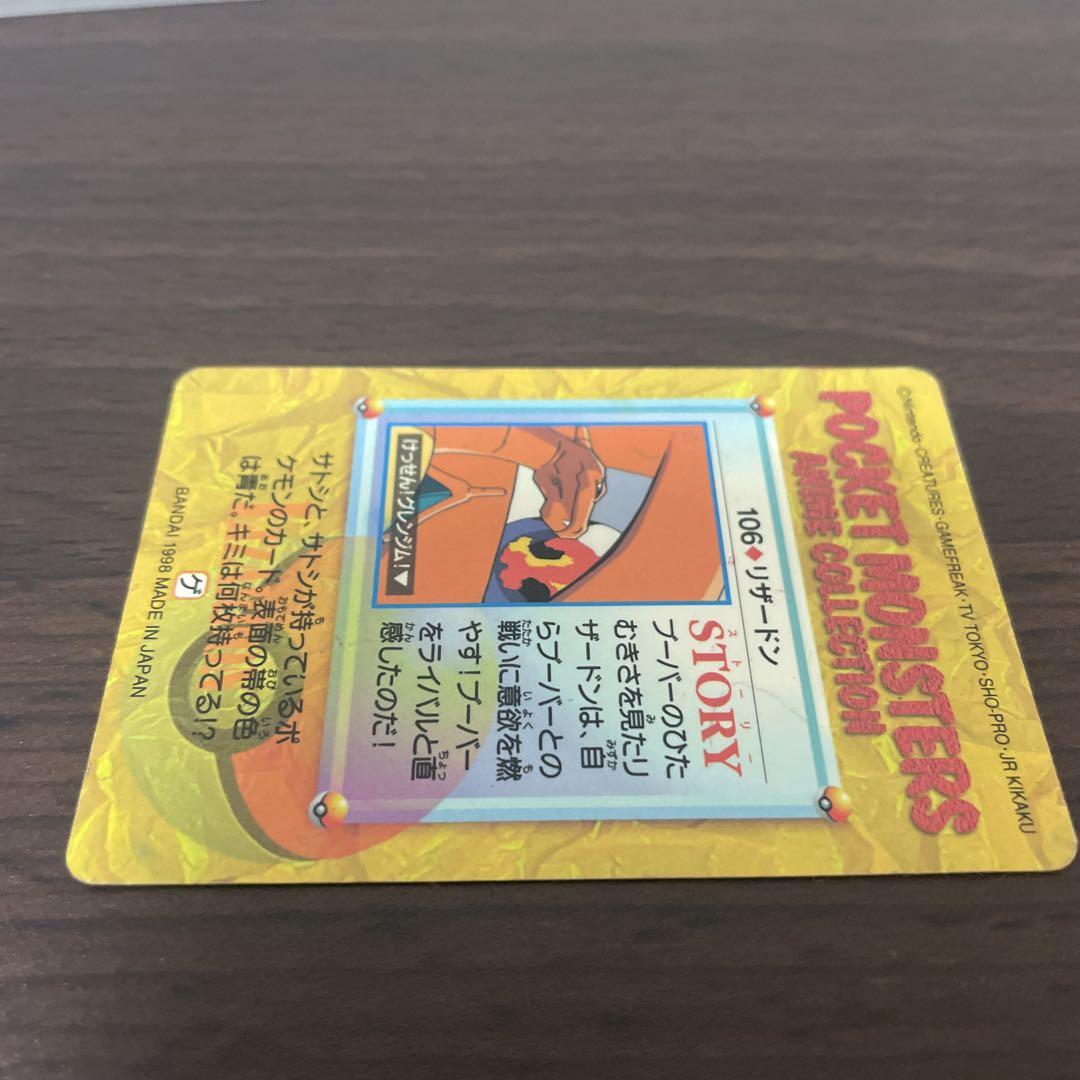 ©Nintendo・CREATURES・GAMEFREAK・TV TOKYO・SHO-PRO・JR KIKAKU
POCKET MONSTERS
ANIME COLLECTION
106◆リザードン
ストーリー
STORY
ブーバーのひた
むきさを見たリ
ザードンは、自
らブーバーとの
戦いに意欲を燃
やす!ブーバー
をライバルと直
感したのだ!
けっせん!グレンジム!▼
サトシと、サトシが持っているポ
ケモンのカード。表面の帯の色
は青だ。キミは何枚持ってる!?
ゲ
BANDAI 1998 MADE IN JAPAN